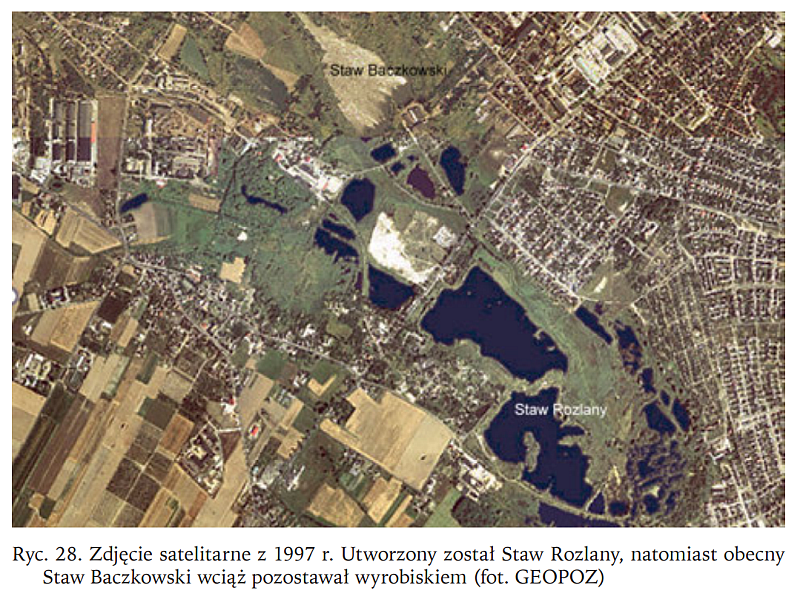 Staw Baczkowski
Staw Rozlany
Ryc. 28. Zdjęcie satelitarne z 1997 r. Utworzony został Staw Rozlany, natomiast obecny
Staw Baczkowski wciąż pozostawał wyrobiskiem (fot. GEOPOZ)